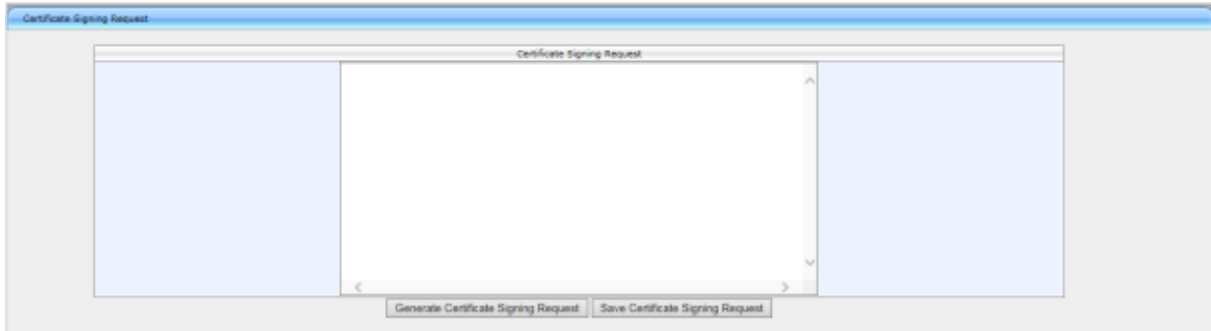 Certificate Signing Request
Certificate Signing Request
Generate Certificate Signing Request Save Certificate Signing Request